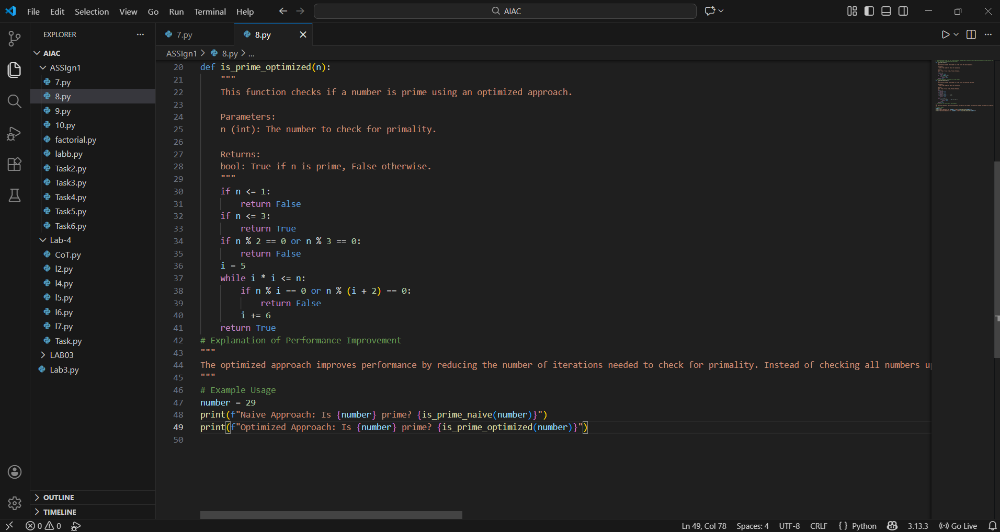 File Edit Selection View Go Run Terminal Help
AIAC
EXPLORER
AIAC
ASSIgn1
7.py
8.py
9.py
10.py
factorial.py
labb.py
Task2.py
Task3.py
Task4.py
Task5.py
Task6.py
Lab-4
CoT.py
l2.py
l4.py
l5.py
l6.py
l7.py
Task.py
LAB03
Lab3.py
OUTLINE
TIMELINE
7.py 8.py
ASSIgn1 > 8.py > ...
20 def is_prime_optimized(n):
21     """
22     This function checks if a number is prime using an optimized approach.
23
24     Parameters:
25     n (int): The number to check for primality.
26
27     Returns:
28     bool: True if n is prime, False otherwise.
29     """
30     if n <= 1:
31         return False
32     if n <= 3:
33         return True
34     if n % 2 == 0 or n % 3 == 0:
35         return False
36     i = 5
37     while i * i <= n:
38         if n % i == 0 or n % (i + 2) == 0:
39             return False
40         i += 6
41     return True
42 # Explanation of Performance Improvement
43 """
44 The optimized approach improves performance by reducing the number of iterations needed to check for primality. Instead of checking all numbers
45 """
46 # Example Usage
47 number = 29
48 print(f"Naive Approach: Is {number} prime? {is_prime_naive(number)}")
49 print(f"Optimized Approach: Is {number} prime? {is_prime_optimized(number)}")
50
0 0
Ln 49, Col 78 Spaces: 4 UTF-8 CRLF { } Python 3.13.3 Go Live